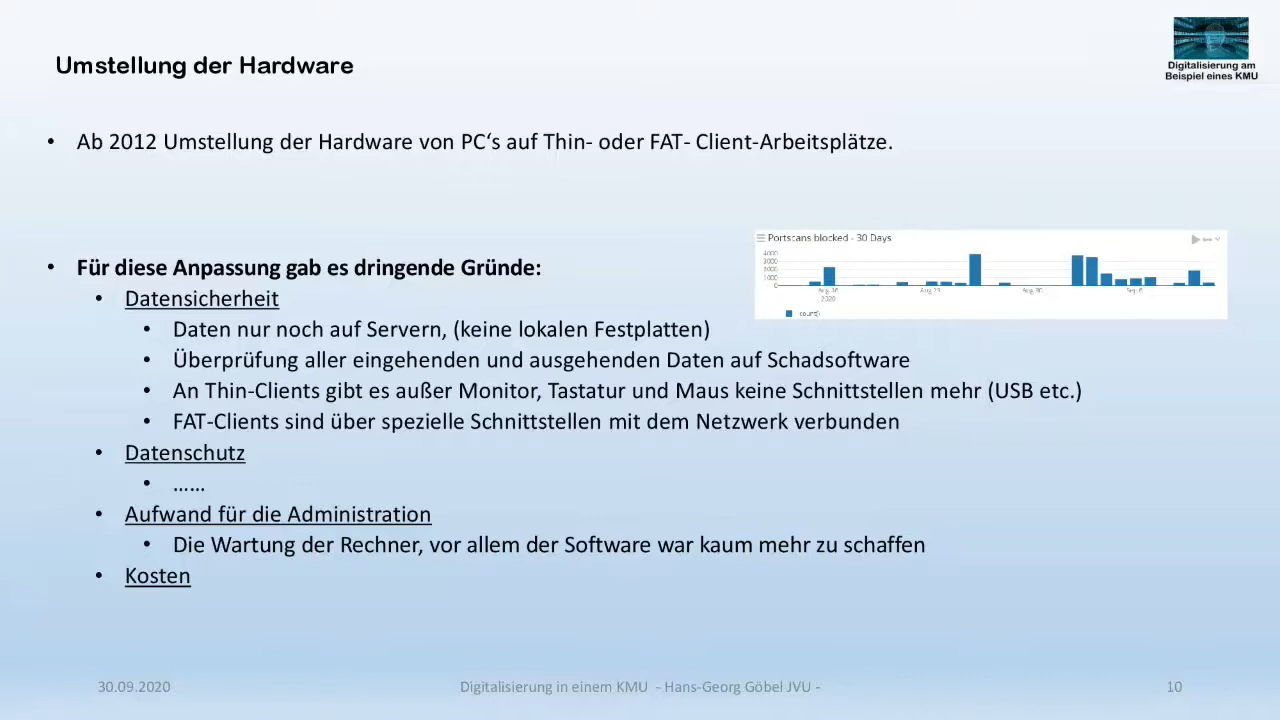 Digitalisierung am
Beispiel eines KMU
Umstellung der Hardware
• Ab 2012 Umstellung der Hardware von PC‘s auf Thin- oder FAT- Client-Arbeitsplätze.
Portscans blocked - 30 Days
4000
3000
2000
1000
0
Aug 16 Aug 23 Aug 30 Sep 6
2020
count()
• Für diese Anpassung gab es dringende Gründe:
• Datensicherheit
• Daten nur noch auf Servern, (keine lokalen Festplatten)
• Überprüfung aller eingehenden und ausgehenden Daten auf Schadsoftware
• An Thin-Clients gibt es außer Monitor, Tastatur und Maus keine Schnittstellen mehr (USB etc.)
• FAT-Clients sind über spezielle Schnittstellen mit dem Netzwerk verbunden
• Datenschutz
• ……
• Aufwand für die Administration
• Die Wartung der Rechner, vor allem der Software war kaum mehr zu schaffen
• Kosten
30.09.2020 Digitalisierung in einem KMU - Hans-Georg Göbel JVU - 10